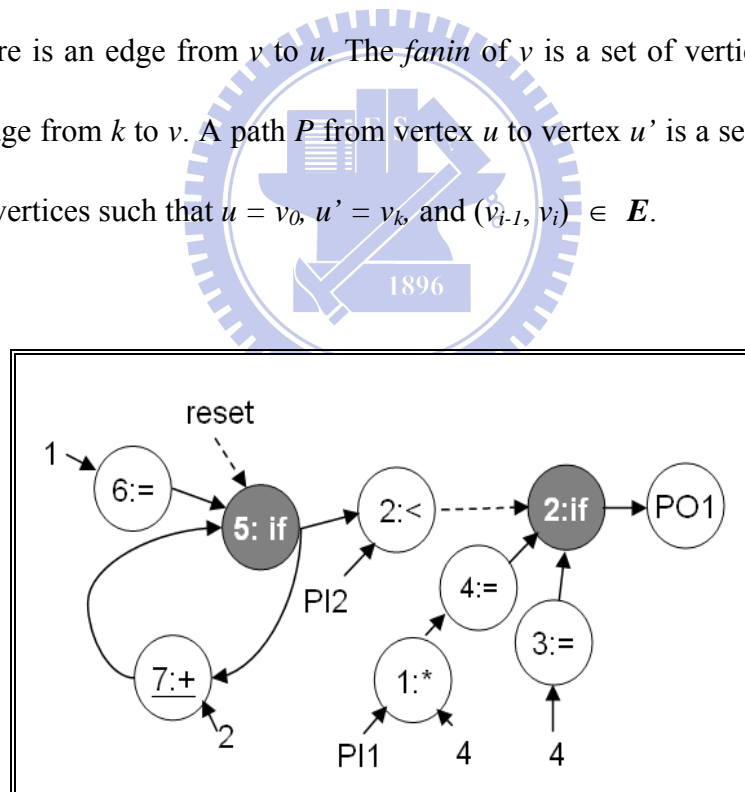 re is an edge from v to u. The fanin of v is a set of vertic
dge from k to v. A path P from vertex u to vertex u' is a se
vertices such that u = v0, u' = vk, and (vi-1, vi) ∈ E.
1896
reset
1
6:=
5: if
2:<
2:if
PO1
PI2
4:=
3:=
7:+
1:*
2
PI1
4
4